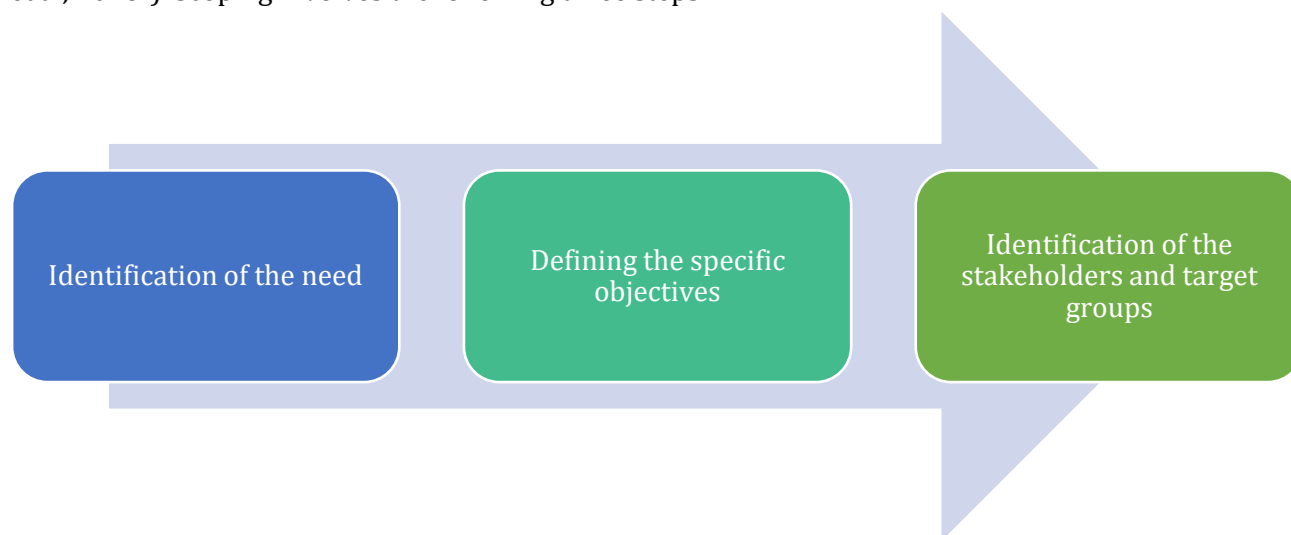 Identification of the need
Defining the specific
objectives
Identification of the
stakeholders and target
groups